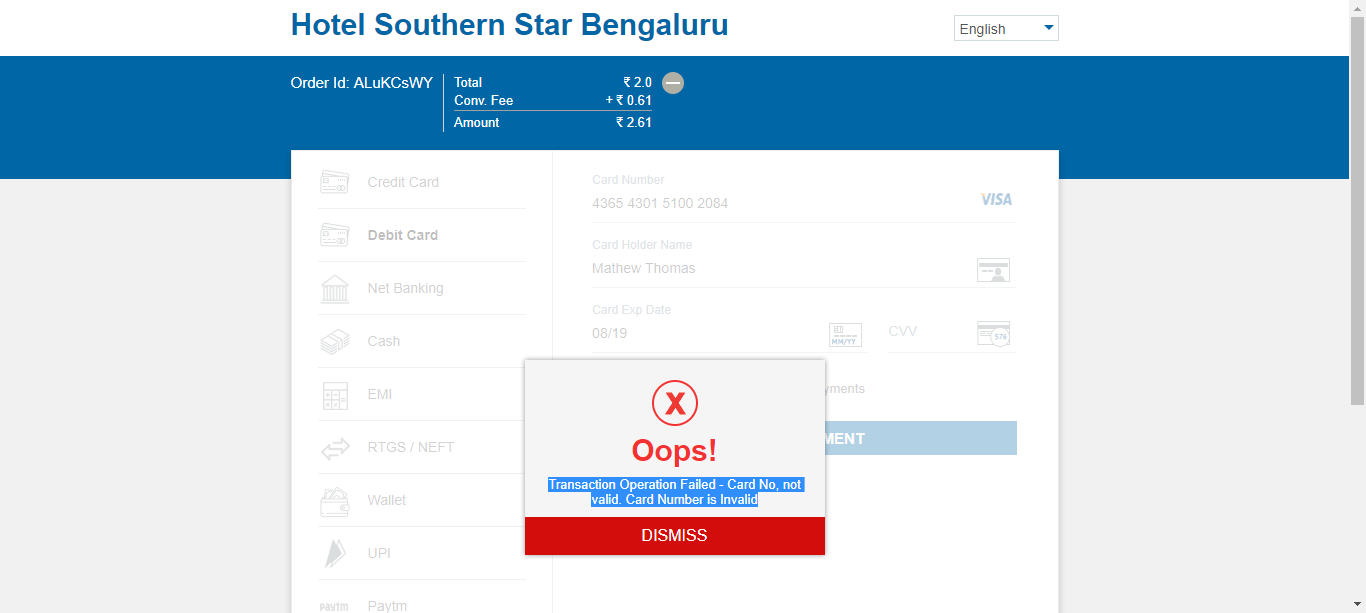 Hotel Southern Star Bengaluru
English
Order Id: ALuKCsWY
Total ₹ 2.0
Conv. Fee + ₹ 0.61
Amount ₹ 2.61
Credit Card
Debit Card
Net Banking
Cash
EMI
RTGS / NEFT
Wallet
UPI
paytm Paytm
Card Number
4365 4301 5100 2084
VISA
Card Holder Name
Mathew Thomas
Card Exp Date
08/19
MM/YY
CVV
576
yments
MENT
X
Oops!
Transaction Operation Failed - Card No, not
valid. Card Number is Invalid
DISMISS